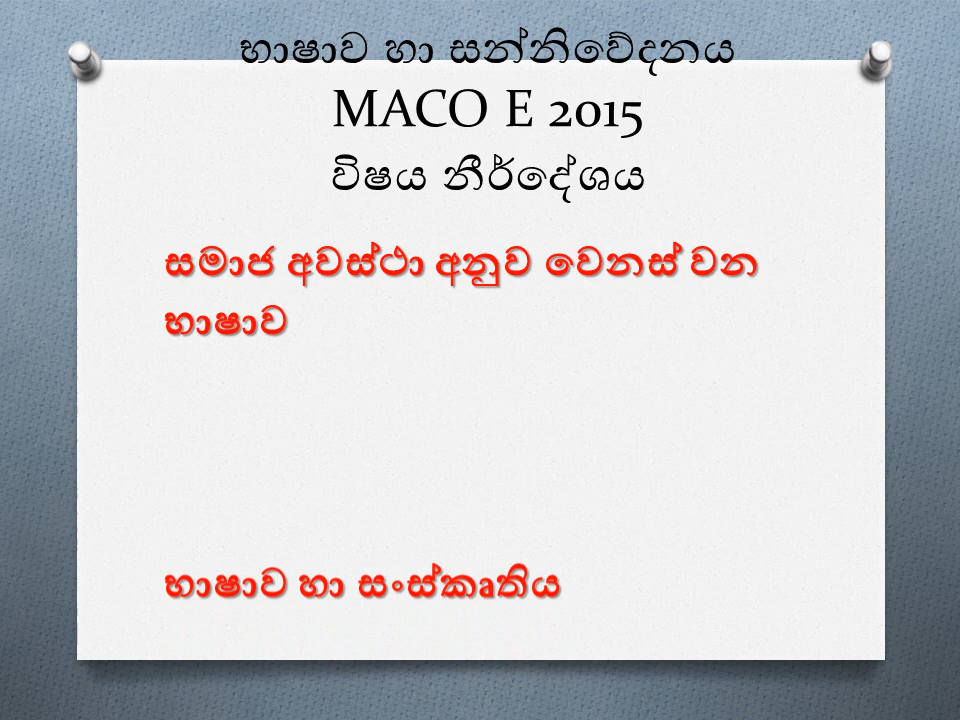 භාෂාව හා සන්නිවේදනය
MACO E 2015
විෂය නීර්දේශය
සමාජ අවස්ථා අනුව වෙනස් වන
භාෂාව
භාෂාව හා සංස්කෘතිය